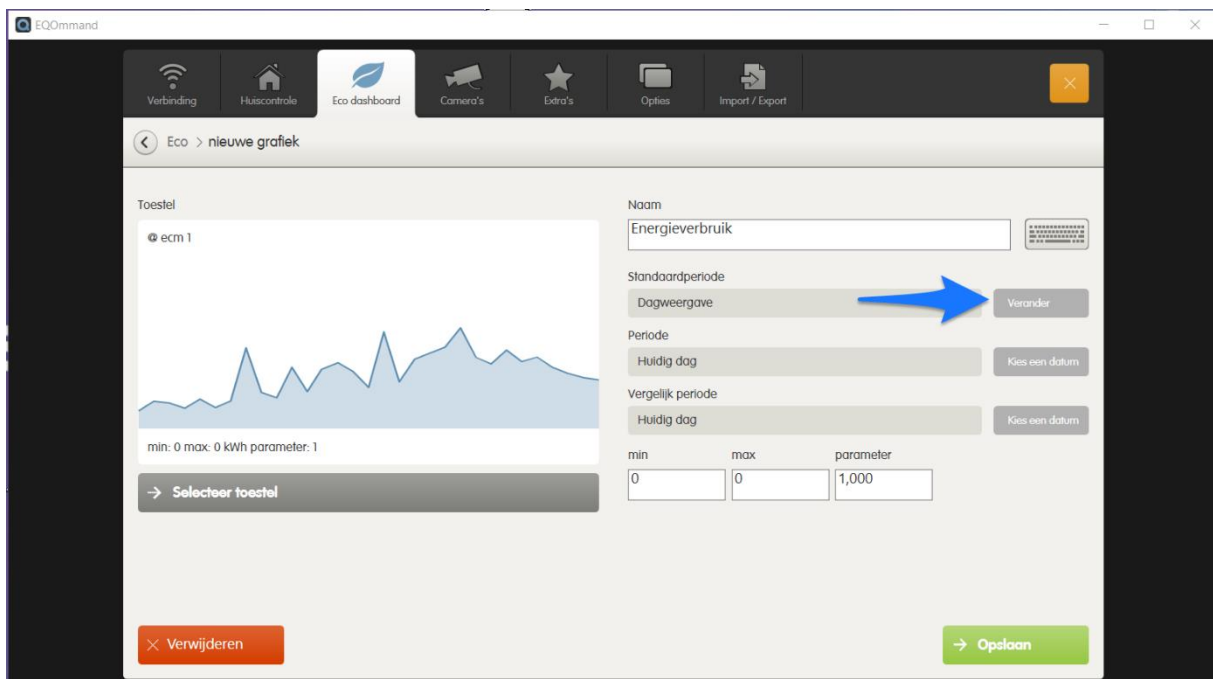 EQOmmand
Verbinding
Huiscontrole
Eco dashboard
Camera's
Extra's
Opties
Import / Export
Eco > nieuwe grafiek
Toestel
@ ecm 1
min: 0 max: 0 kWh parameter: 1
Selecteer toestel
Naam
Energieverbruik
Standaardperiode
Dagweergave
Verander
Periode
Huidig dag
Kies een datum
Vergelijk periode
Huidig dag
Kies een datum
min max parameter
0 0 1,000
Verwijderen
Opslaan